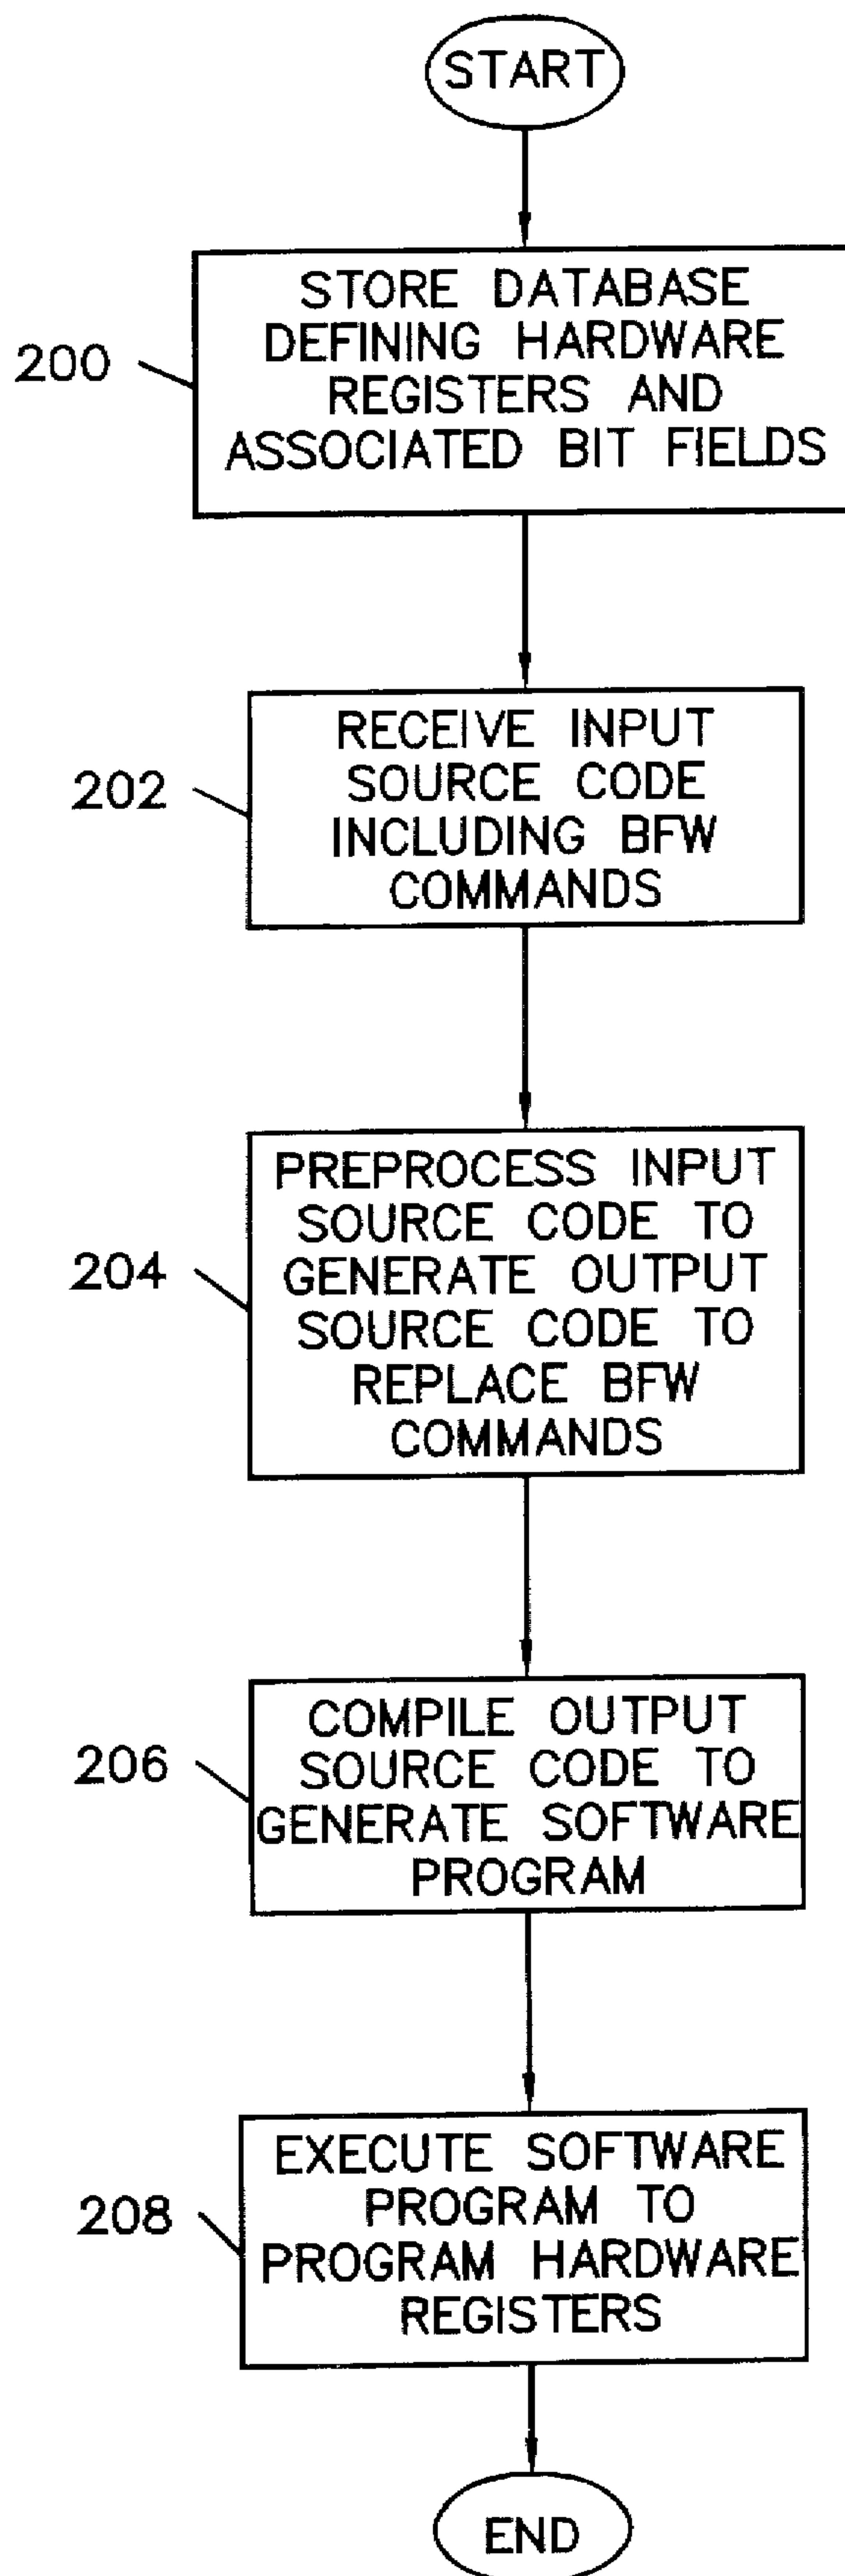 START
200
STORE DATABASE
DEFINING HARDWARE
REGISTERS AND
ASSOCIATED BIT FIELDS
202
RECEIVE INPUT
SOURCE CODE
INCLUDING BFW
COMMANDS
204
PREPROCESS INPUT
SOURCE CODE TO
GENERATE OUTPUT
SOURCE CODE TO
REPLACE BFW
COMMANDS
206
COMPILE OUTPUT
SOURCE CODE TO
GENERATE SOFTWARE
PROGRAM
208
EXECUTE SOFTWARE
PROGRAM TO
PROGRAM HARDWARE
REGISTERS
END